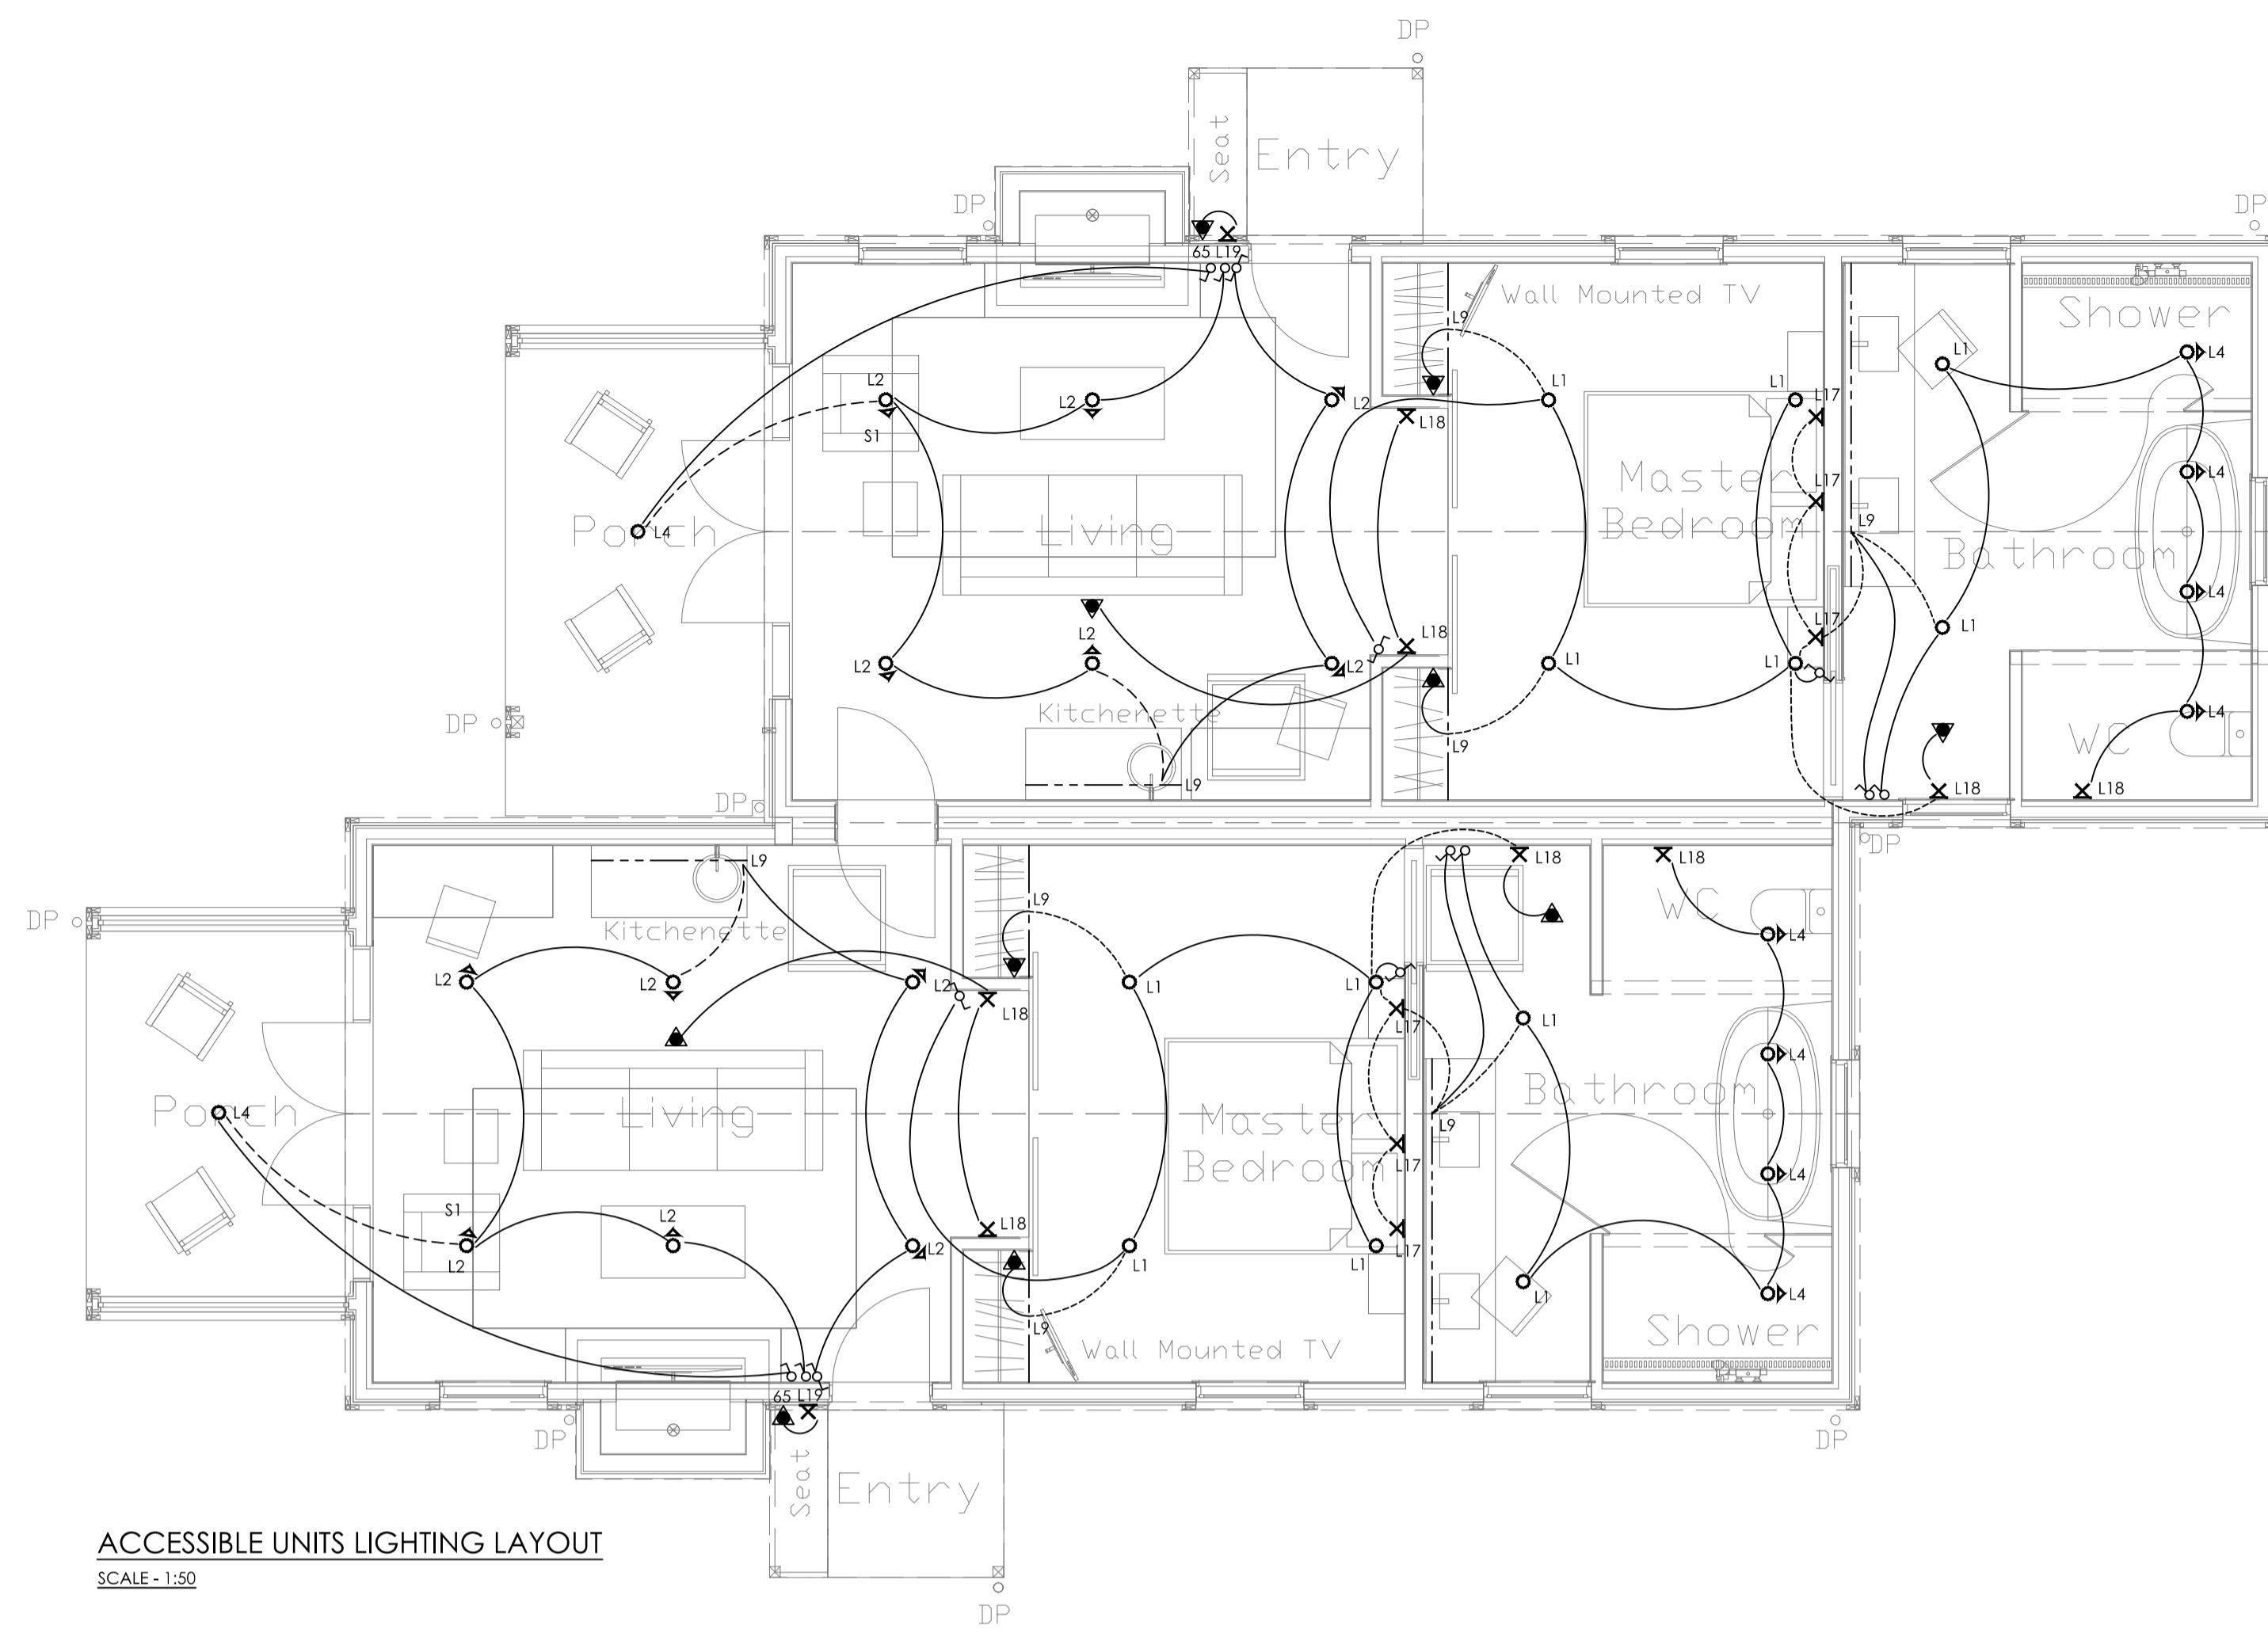 DP
Seat
Entry
DP
DP
65 L19
L9
Wall Mounted TV
Shower
L1
L4
L2
L1
L1
L17
L2
L2
L18
S1
Master
L17
L4
Bedroom
L9
Porch
L4
Living
Bathroom
L4
L17
L1
L2
L18
L2
L2
L1
L1
Kitchenette
L4
DP
WC
L9
L9
L18
L18
DP
DP
L9
L18
L18
WC
DP
L9
Kitchenette
L4
L2
L2
L2
L1
L18
L17
L1
L4
Porch
L4
Living
Master
Bathroom
L9
Bedroom
L17
L4
S1
L2
L18
L2
L2
L1
L1
L17
L1
L4
L9
Wall Mounted TV
Shower
65 L19
DP
Seat
Entry
DP
ACCESSIBLE UNITS LIGHTING LAYOUT
SCALE - 1:50
DP